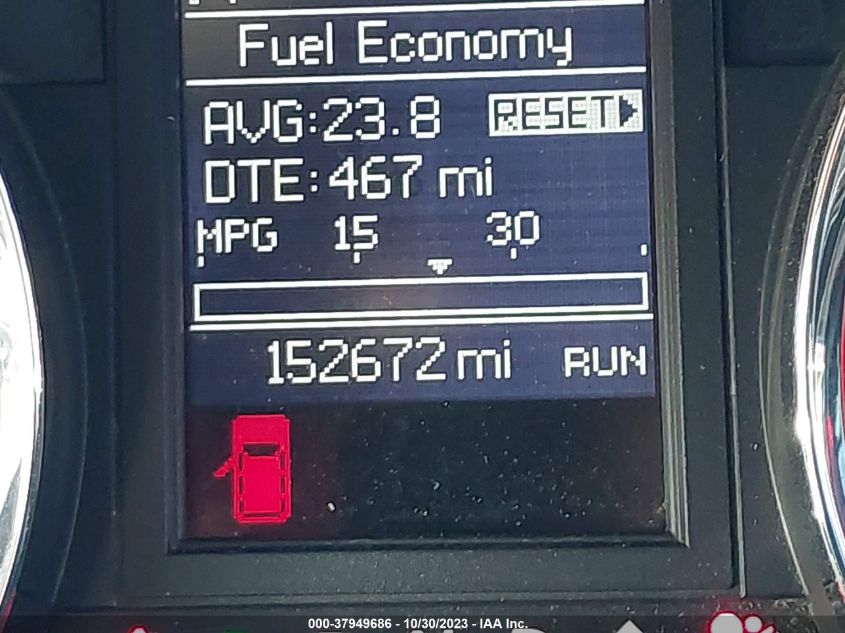 Fuel Economy
AVG:23.8 RESET
DTE:467 mi
MPG 15 30
152672 mi RUN
000-37949686 - 10/30/2023 - IAA Inc.